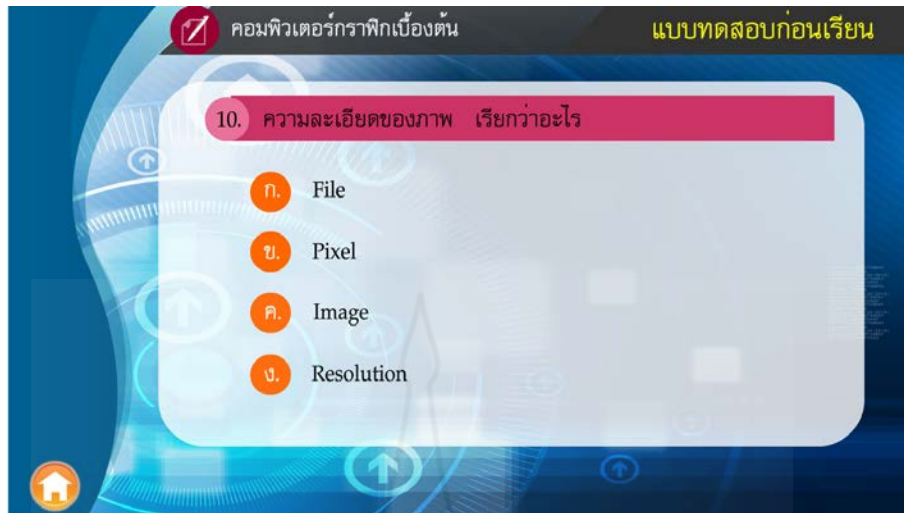 คอมพิวเตอร์กราฟิกเบื้องต้น
แบบทดสอบก่อนเรียน
10. ความละเอียดของภาพ เรียกว่าอะไร
ก. File
ข. Pixel
ค. Image
ง. Resolution